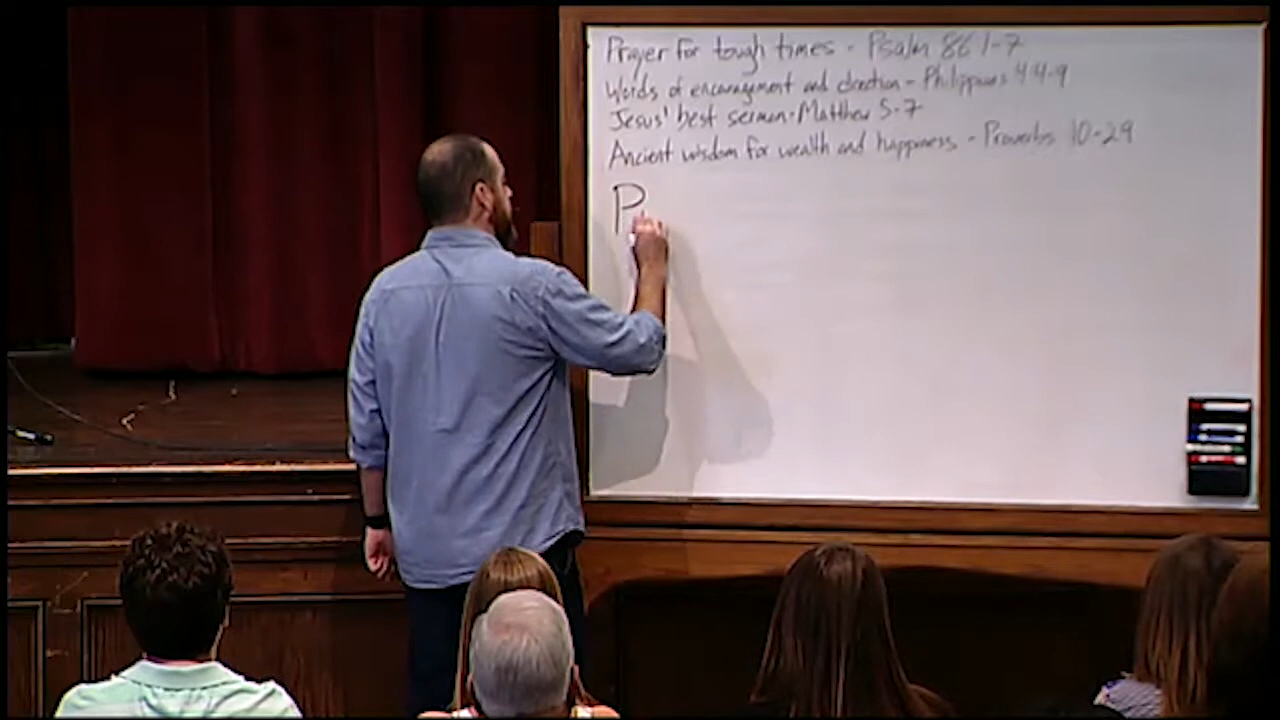 Prayer for tough times - Psalm 86 1-7
Words of encouragement and direction - Philippians 4 4-9
Jesus' best sermon - Matthew 5-7
Ancient wisdom for wealth and happiness - Proverbs 10-29
P